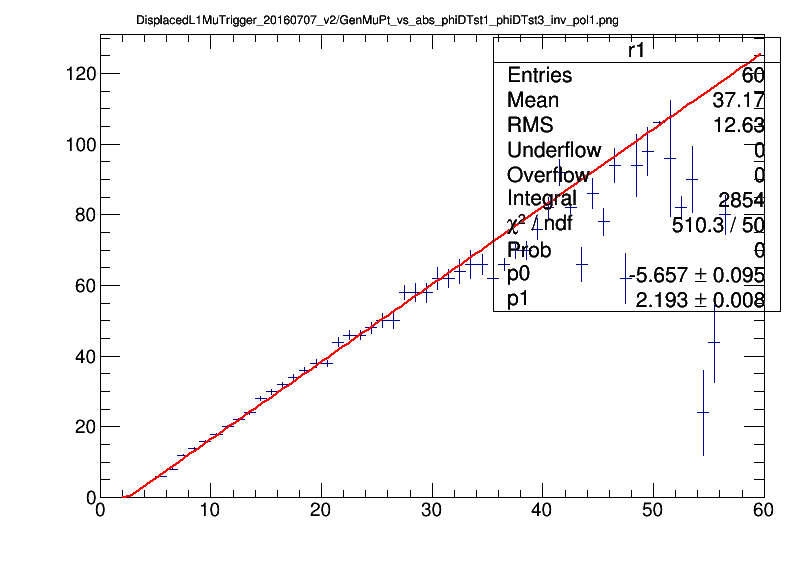 DisplacedL1MuTrigger_20160707_v2/GenMuPt_vs_abs_phiDTst1_phiDTst3_inv_pol1.png
r1
Entries 60
Mean 37.17
RMS 12.63
Underflow 0
Overflow 0
Integral 2854
χ² / ndf 510.3 / 50
Prob 0
p0 -5.657 ± 0.095
p1 2.193 ± 0.008
120
100
80
60
40
20
0
0 10 20 30 40 50 60